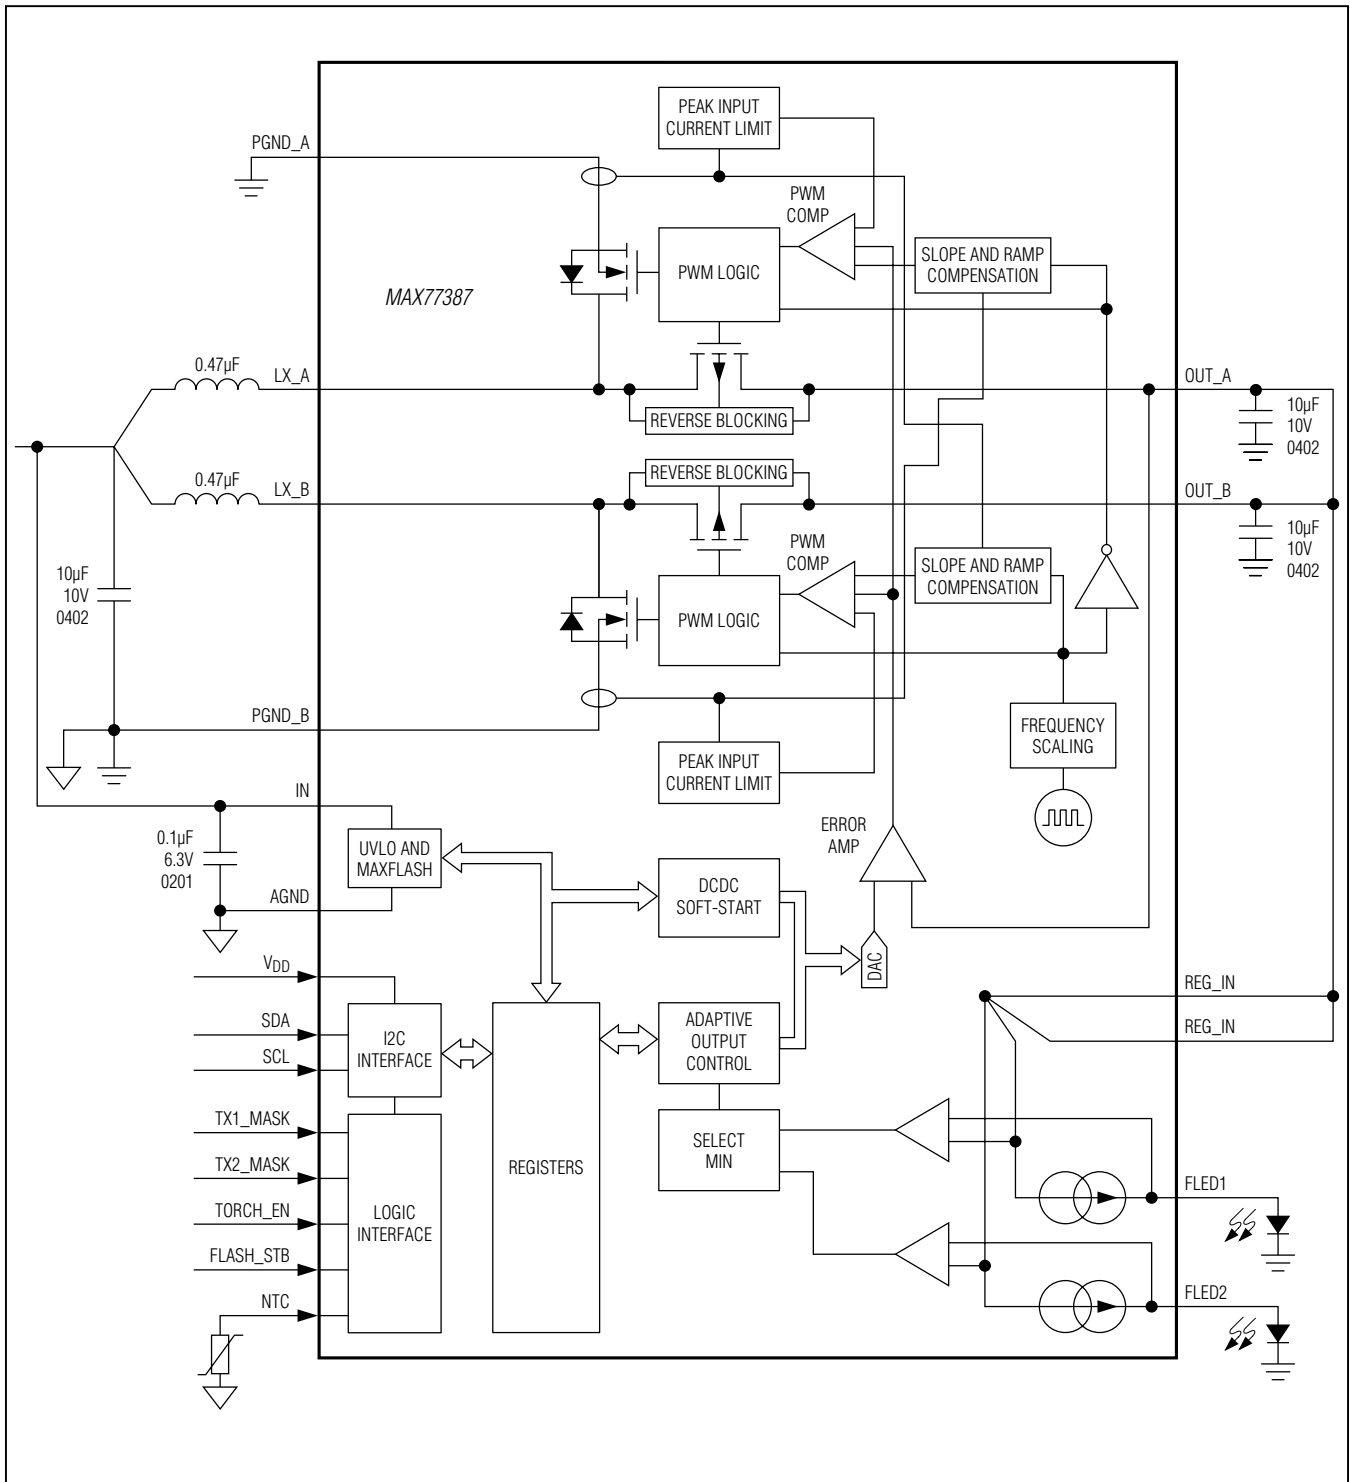 PEAK INPUT
CURRENT LIMIT
PGND_A
PWM
COMP
PWM LOGIC
SLOPE AND RAMP
COMPENSATION
MAX77387
0.47µF
LX_A
OUT_A
REVERSE BLOCKING
10µF
10V
0402
REVERSE BLOCKING
0.47µF
LX_B
OUT_B
10µF
10V
0402
PWM
COMP
SLOPE AND RAMP
COMPENSATION
10µF
10V
0402
PWM LOGIC
PGND_B
FREQUENCY
SCALING
PEAK INPUT
CURRENT LIMIT
IN
0.1µF
6.3V
0201
UVLO AND
MAXFLASH
ERROR
AMP
AGND
DCDC
SOFT-START
DAC
VDD
REG_IN
SDA
SCL
I2C
INTERFACE
ADAPTIVE
OUTPUT
CONTROL
REG_IN
TX1_MASK
TX2_MASK
TORCH_EN
FLASH_STB
NTC
LOGIC
INTERFACE
REGISTERS
SELECT
MIN
FLED1
FLED2